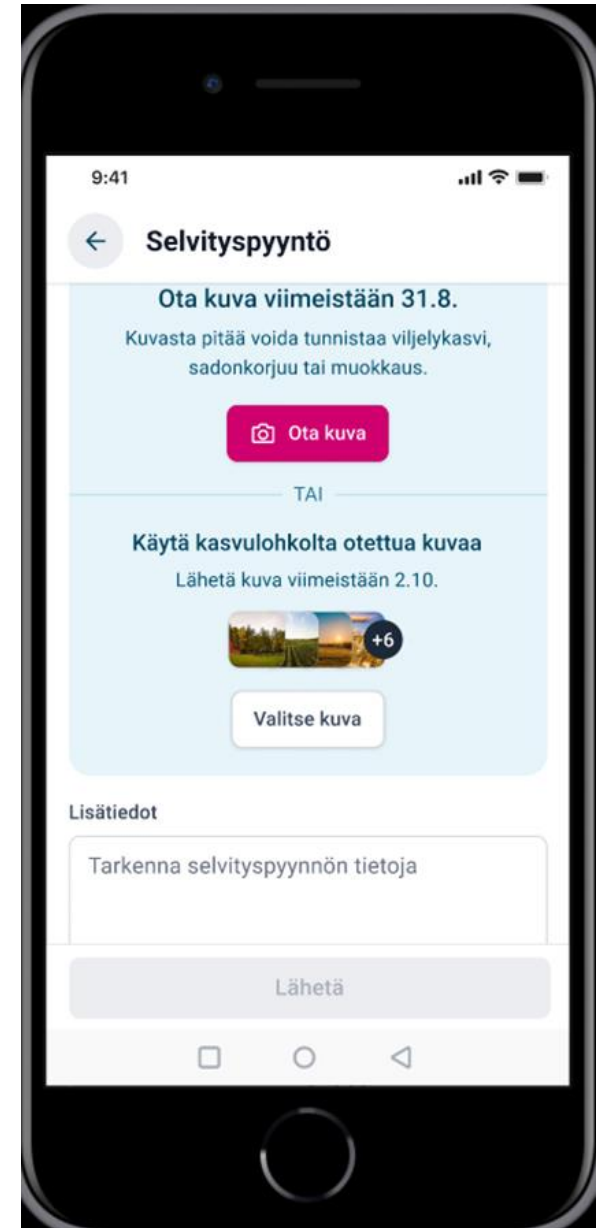 9:41
Selvityspyyntö
Ota kuva viimeistään 31.8.
Kuvasta pitää voida tunnistaa viljelykasvi,
sadonkorjuu tai muokkaus.
Ota kuva
TAI
Käytä kasvulohkolta otettua kuvaa
Lähetä kuva viimeistään 2.10.
+6
Valitse kuva
Lisätiedot
Tarkenna selvityspyynnön tietoja
Lähetä